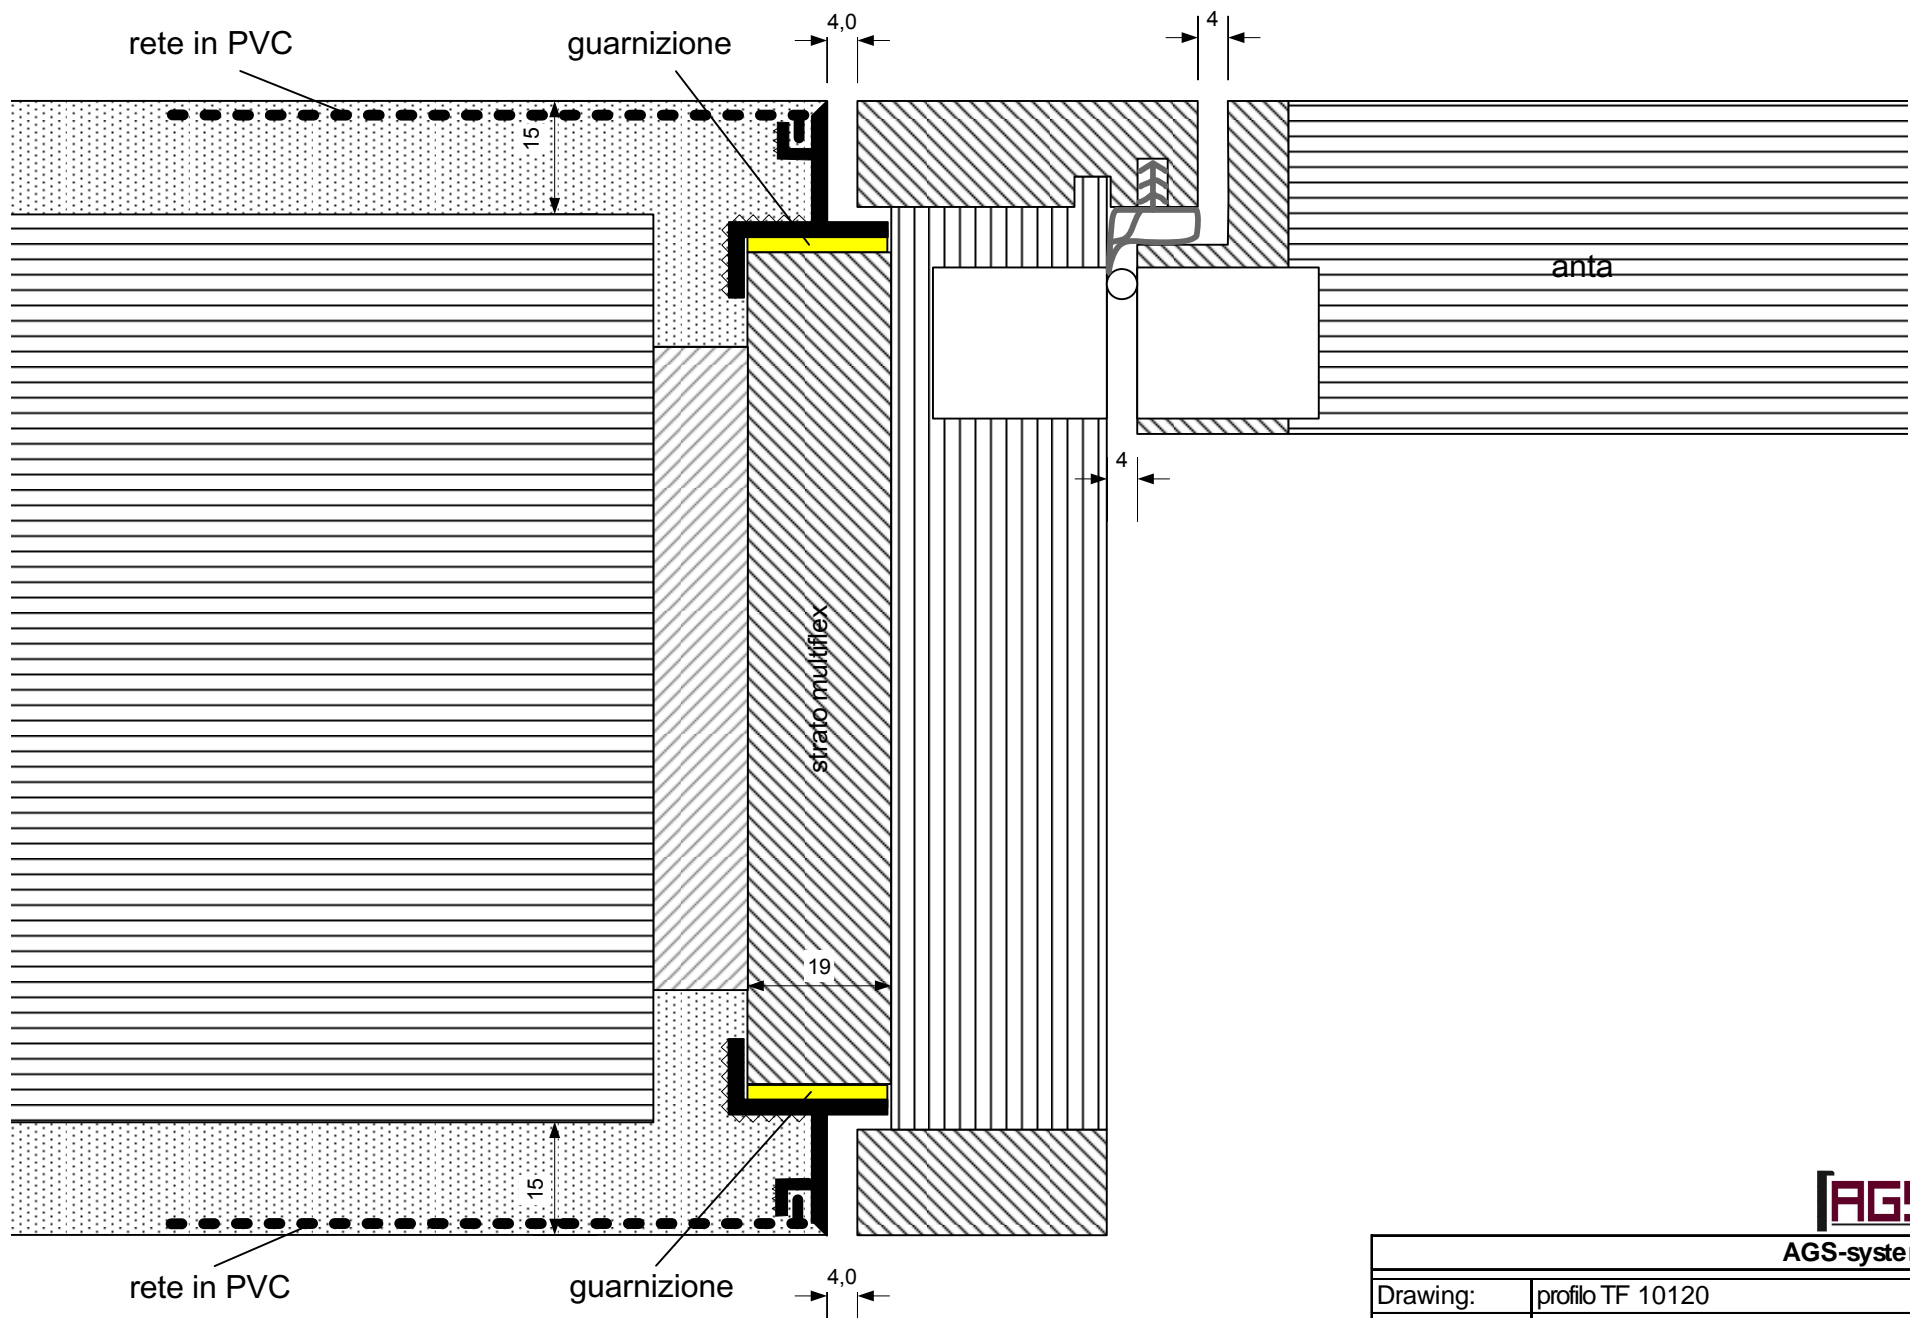 4,0
4
rete in PVC
guarnizione
15
anta
4
strato multiflex
19
15
rete in PVC
guarnizione
4,0
AGS
AGS-syste
Drawing:
profilo TF 10120